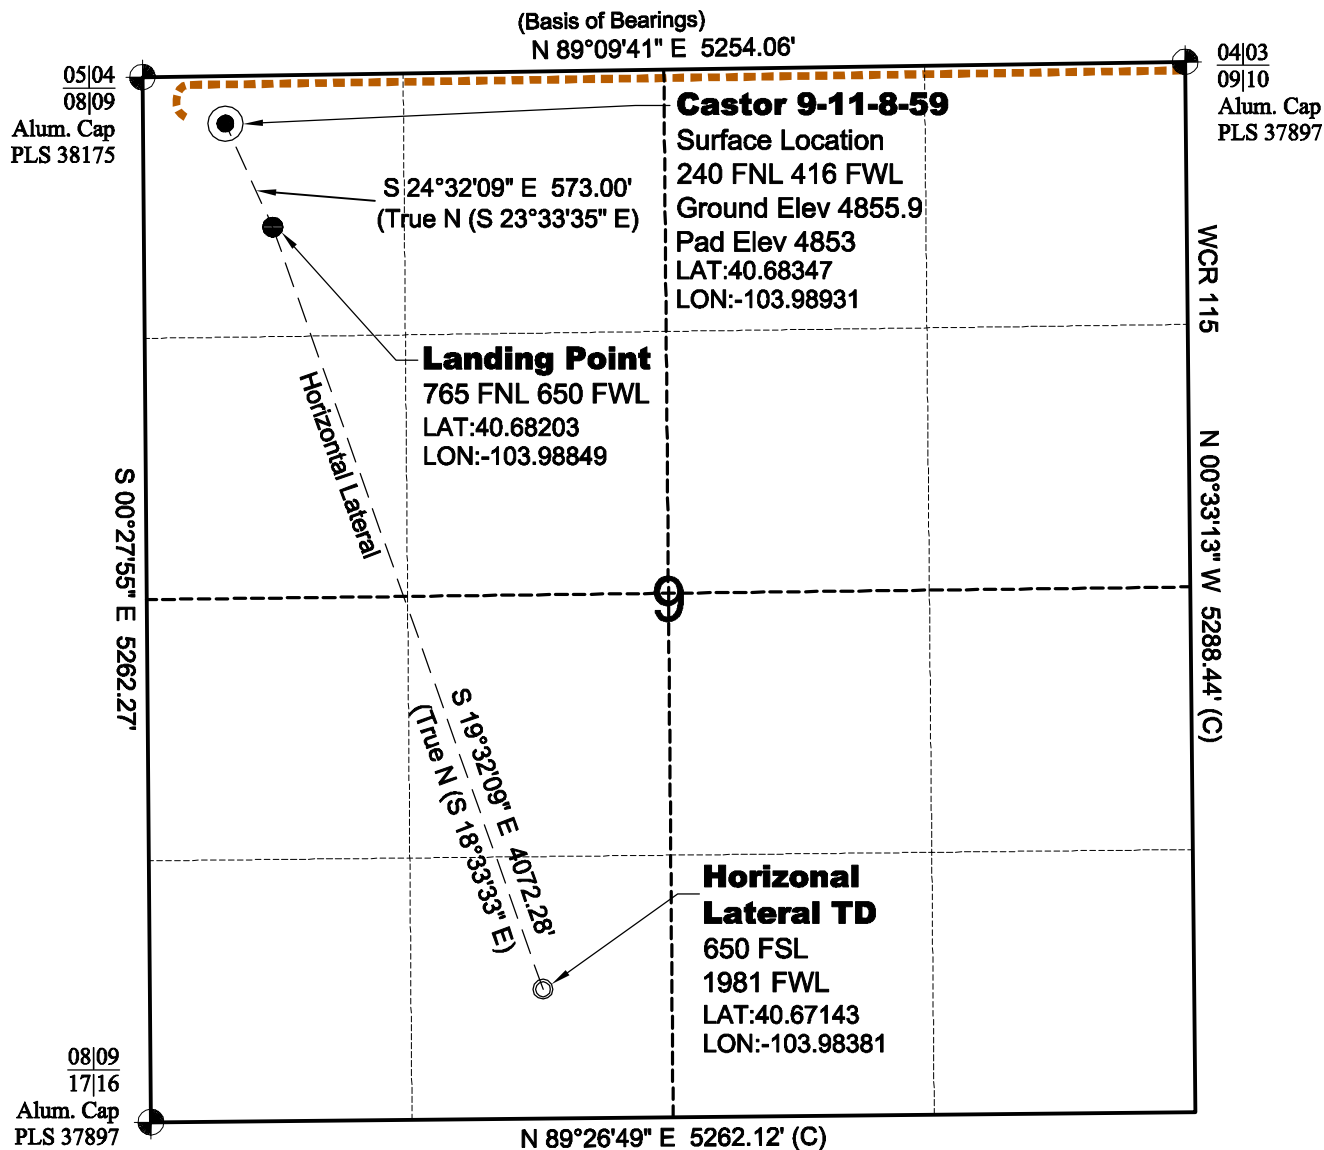 (Basis of Bearings)
N 89°09'41" E  5254.06'
05|04
08|09
Alum. Cap
PLS 38175
04|03
09|10
Alum. Cap
PLS 37897
Castor 9-11-8-59
Surface Location
240 FNL 416 FWL
Ground Elev 4855.9
Pad Elev 4853
LAT:40.68347
LON:-103.98931
S 24°32'09" E  573.00'
(True N (S 23°33'35" E)
WCR 115
Landing Point
765 FNL 650 FWL
LAT:40.68203
LON:-103.98849
Horizontal Lateral
S 00°27'55" E  5262.27'
N 00°33'13" W  5288.44' (C)
9
S 19°32'09" E  4072.28'
(True N (S 18°33'33" E)
Horizonal
Lateral TD
650 FSL
1981 FWL
LAT:40.67143
LON:-103.98381
08|09
17|16
Alum. Cap
PLS 37897
N 89°26'49" E  5262.12' (C)